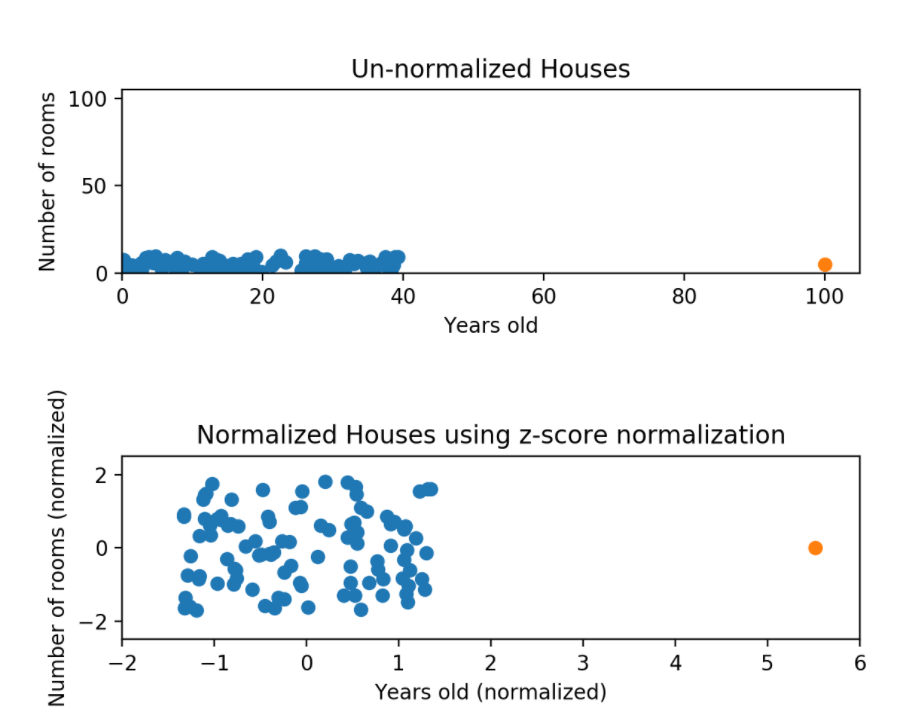 Un-normalized Houses
Number of rooms
100
50
0
0 20 40 60 80 100
Years old
Normalized Houses using z-score normalization
Number of rooms (normalized)
2
0
−2
−2 −1 0 1 2 3 4 5 6
Years old (normalized)